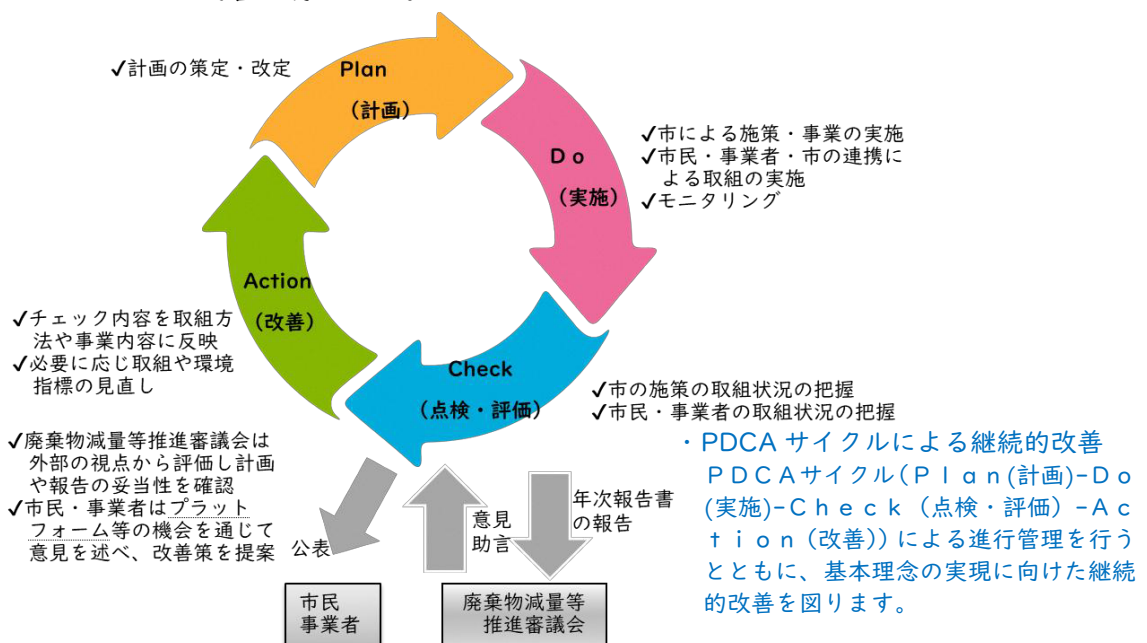 ✓計画の策定・改定
Plan
(計画)
Ｄｏ
(実施)
✓市による施策・事業の実施
✓市民・事業者・市の連携に
よる取組の実施
✓モニタリング
Action
(改善)
✓チェック内容を取組方
法や事業内容に反映
✓必要に応じ取組や環境
指標の見直し
Check
(点検・評価)
✓市の施策の取組状況の把握
✓市民・事業者の取組状況の把握
✓廃棄物減量等推進審議会は
外部の視点から評価し計画
や報告の妥当性を確認
✓市民・事業者はプラット
フォーム等の機会を通じて
意見を述べ、改善策を提案
公表
意見
助言
年次報告書
の報告
市民
事業者
廃棄物減量等
推進審議会
・PDCA サイクルによる継続的改善
ＰＤＣＡサイクル(Ｐｌａｎ(計画)−Ｄｏ
(実施)−Ｃｈｅｃｋ（点検・評価）−Ａｃ
ｔｉｏｎ（改善))による進行管理を行う
とともに、基本理念の実現に向けた継続
的改善を図ります。